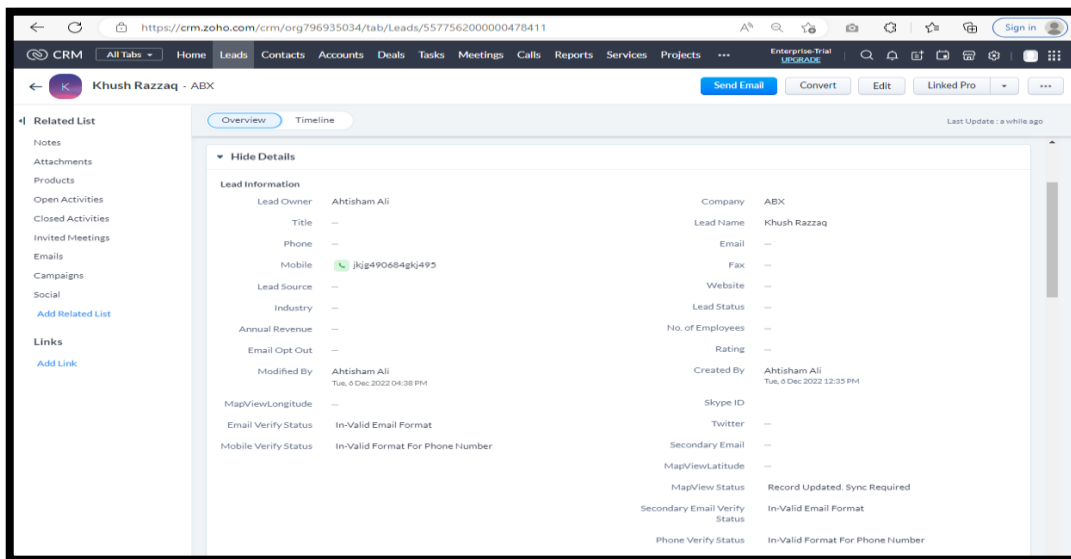 https://crm.zoho.com/crm/org796935034/tab/Leads/5577562000000478411
Sign in
CRM
All Tabs
Home Leads Contacts Accounts Deals Tasks Meetings Calls Reports Services Projects ...
Enterprise-Trial
UPGRADE
K
Khush Razzaq - ABX
Send Email
Convert
Edit
Linked Pro
...
Related List
Notes
Attachments
Products
Open Activities
Closed Activities
Invited Meetings
Emails
Campaigns
Social
Add Related List
Links
Add Link
Overview
Timeline
Last Update : a while ago
Hide Details
Lead Information
Lead Owner Ahtisham Ali
Company ABX
Title —
Lead Name Khush Razzaq
Phone —
Email —
Mobile jkjg490684gkj495
Fax —
Lead Source —
Website —
Industry —
Lead Status —
Annual Revenue —
No. of Employees —
Email Opt Out —
Rating —
Modified By Ahtisham Ali
Tue, 6 Dec 2022 04:38 PM
Created By Ahtisham Ali
Tue, 6 Dec 2022 12:35 PM
MapViewLongitude —
Skype ID
Email Verify Status In-Valid Email Format
Twitter —
Mobile Verify Status In-Valid Format For Phone Number
Secondary Email —
MapViewLatitude —
MapView Status Record Updated. Sync Required
Secondary Email Verify Status In-Valid Email Format
Phone Verify Status In-Valid Format For Phone Number